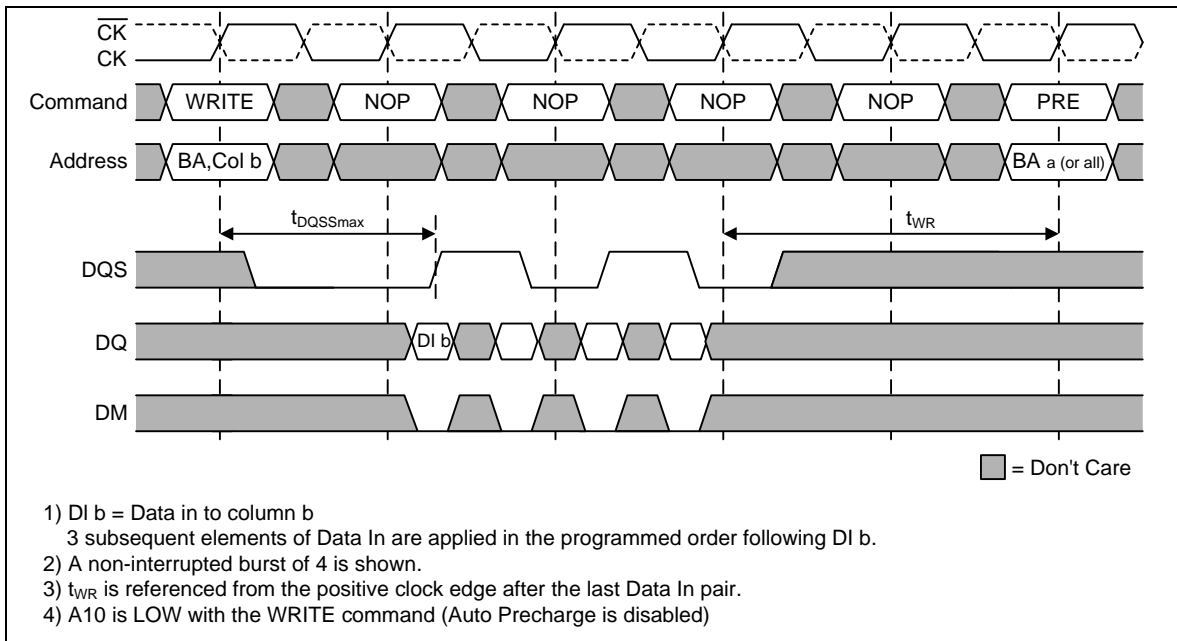 CK
CK
Command WRITE NOP NOP NOP NOP PRE
Address BA,Col b BA a (or all)
tDQSSmax tWR
DQS
DQ DI b
DM
= Don't Care
1) DI b = Data in to column b
3 subsequent elements of Data In are applied in the programmed order following DI b.
2) A non-interrupted burst of 4 is shown.
3) tWR is referenced from the positive clock edge after the last Data In pair.
4) A10 is LOW with the WRITE command (Auto Precharge is disabled)